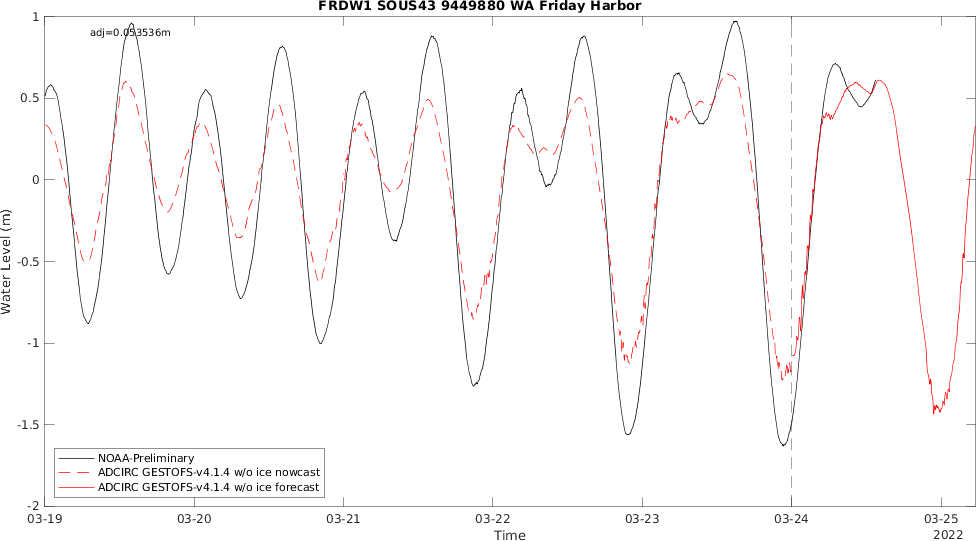 FRDW1 SOUS43 9449880 WA Friday Harbor
adj=0.053536m
1
0.5
0
-0.5
-1
-1.5
-2
Water Level (m)
NOAA-Preliminary
ADCIRC GESTOFS-v4.1.4 w/o ice nowcast
ADCIRC GESTOFS-v4.1.4 w/o ice forecast
03-19 03-20 03-21 03-22 03-23 03-24 03-25
Time
2022